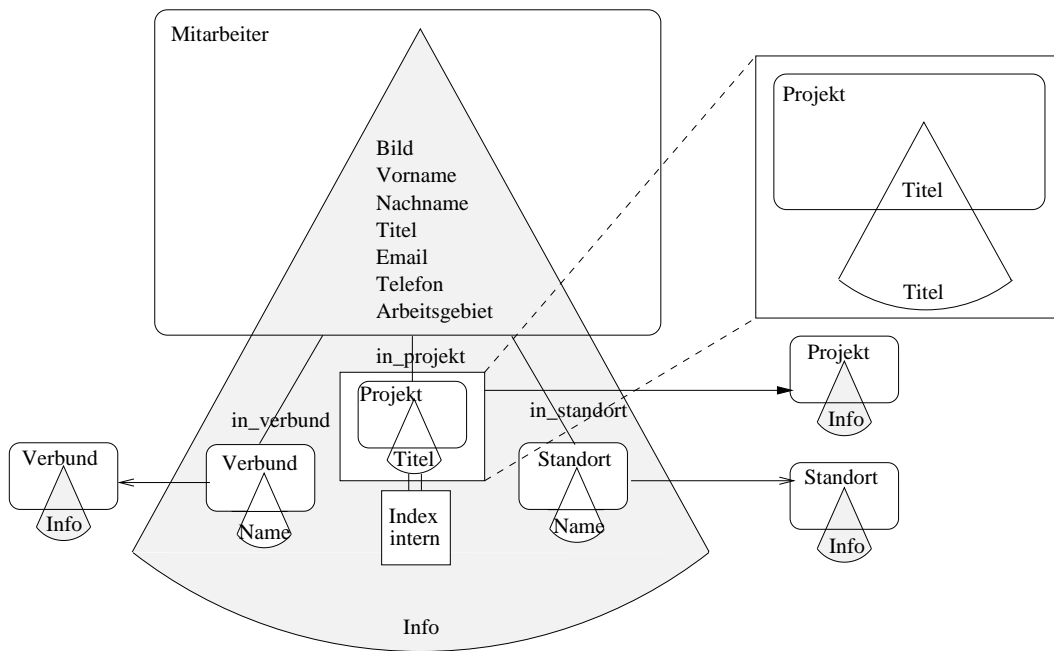 Mitarbeiter
Bild
Vorname
Nachname
Titel
Email
Telefon
Arbeitsgebiet
Projekt
Titel
Titel
in_projekt
in_verbund
in_standort
Projekt
Titel
Index
intern
Verbund
Name
Standort
Name
Verbund
Info
Projekt
Info
Standort
Info
Info